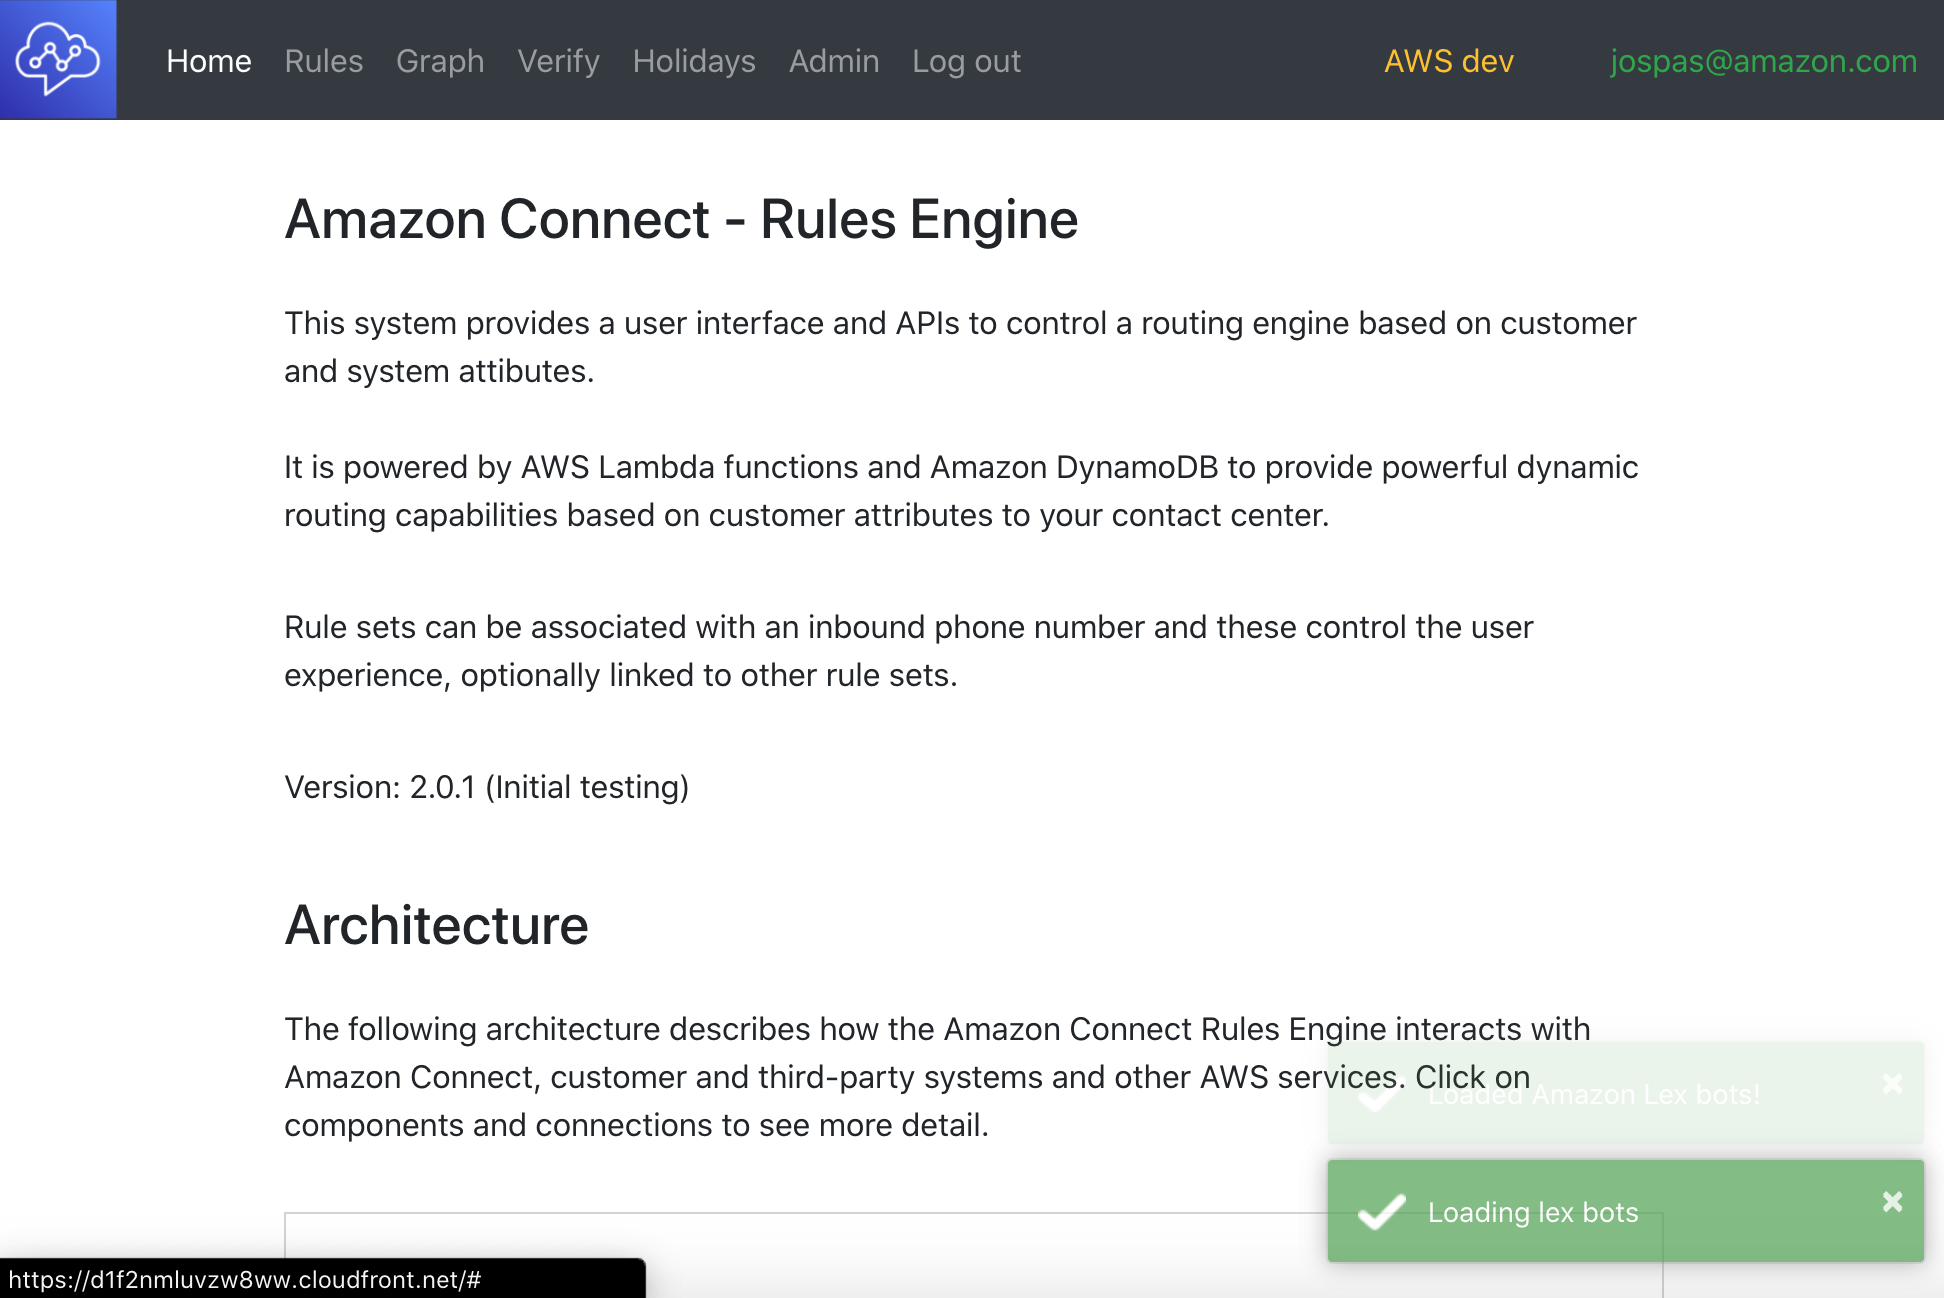 Home Rules Graph Verify Holidays Admin Log out AWS dev jospas@amazon.com
Amazon Connect - Rules Engine
This system provides a user interface and APIs to control a routing engine based on customer
and system attibutes.
It is powered by AWS Lambda functions and Amazon DynamoDB to provide powerful dynamic
routing capabilities based on customer attributes to your contact center.
Rule sets can be associated with an inbound phone number and these control the user
experience, optionally linked to other rule sets.
Version: 2.0.1 (Initial testing)
Architecture
The following architecture describes how the Amazon Connect Rules Engine interacts with
Amazon Connect, customer and third-party systems and other AWS services. Click on
components and connections to see more detail.
Loaded Amazon Lex bots!
Loading lex bots
https://d1f2nmluvzw8ww.cloudfront.net/#